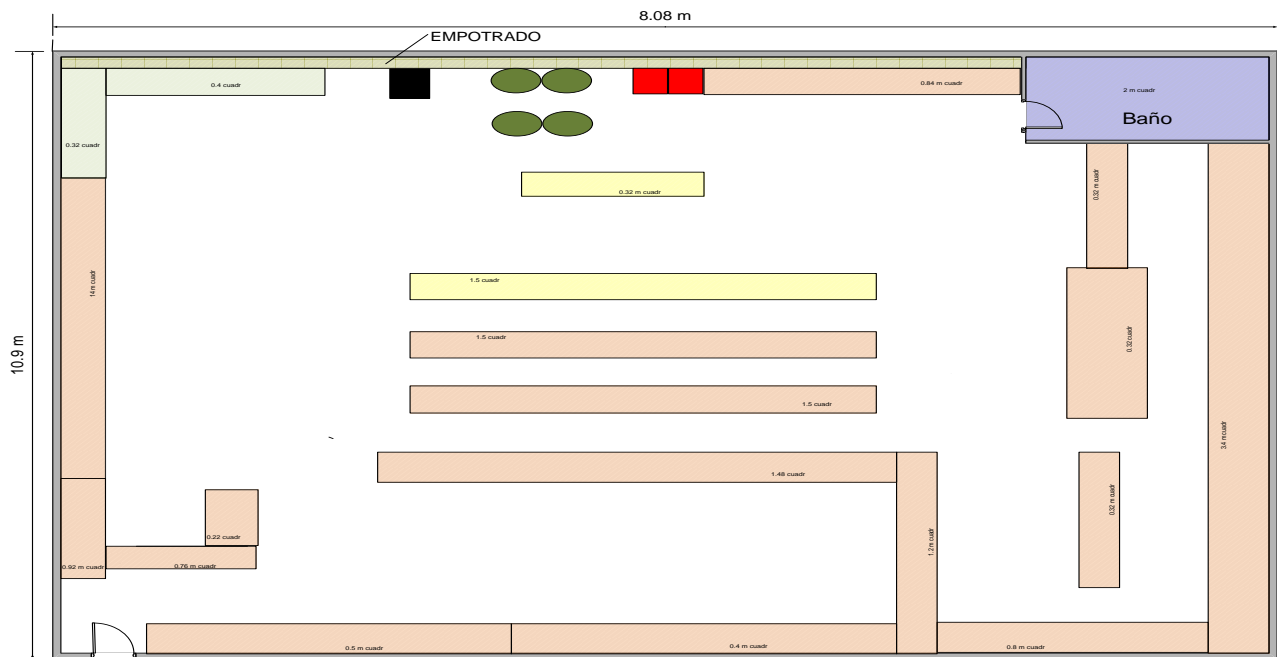 8.08 m
EMPOTRADO
0.4 cuadr
0.84 m cuadr
2 m cuadr
Baño
0.32 cuadr
0.32 m cuadr
0.32 m cuadr
14 m cuadr
1.5 cuadr
10.9 m
1.5 cuadr
0.32 m cuadr
1.5 cuadr
3.4 m cuadr
1.48 cuadr
0.32 m cuadr
0.22 cuadr
1.2 m cuadr
0.92 m cuadr
0.76 m cuadr
0.5 m cuadr
0.4 m cuadr
0.8 m cuadr